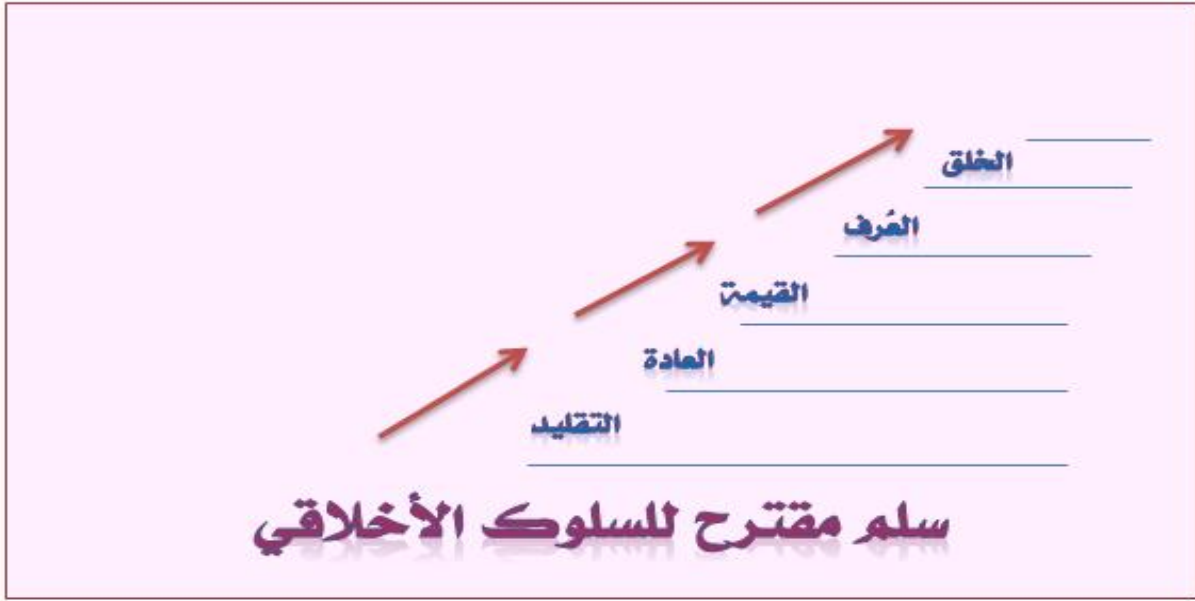 الخلق
العُرف
القيمة
العادة
التقليد
سلم مقترح للسلوك الأخلاقي